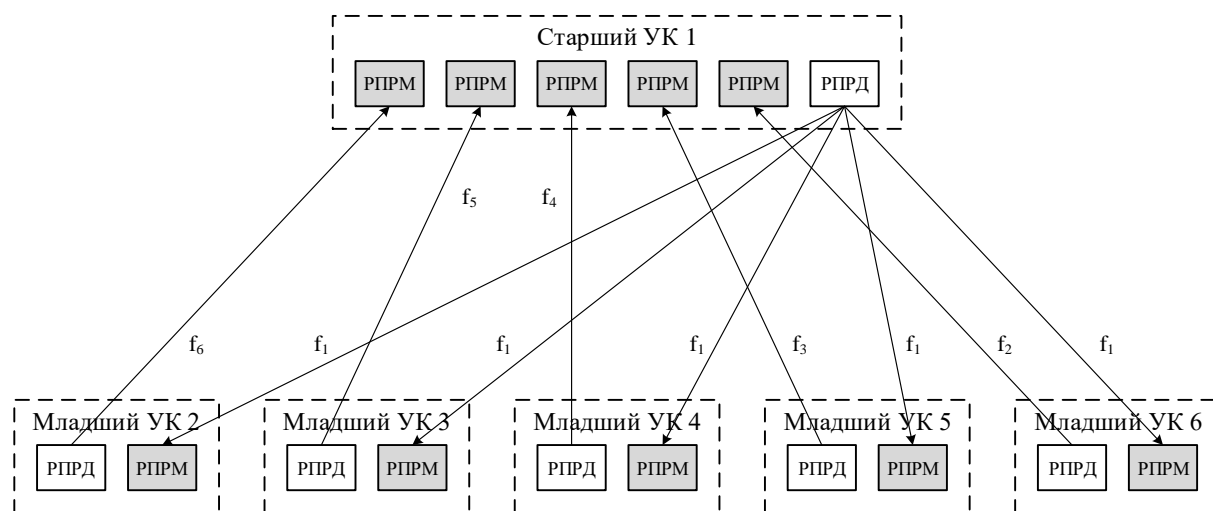 Старший УК 1
РПРМ РПРМ РПРМ РПРМ РПРМ РПРД
f5 f4
f6 f1 f1 f1 f3 f1 f2 f1
Младший УК 2 Младший УК 3 Младший УК 4 Младший УК 5 Младший УК 6
РПРД РПРМ РПРД РПРМ РПРД РПРМ РПРД РПРМ РПРД РПРМ